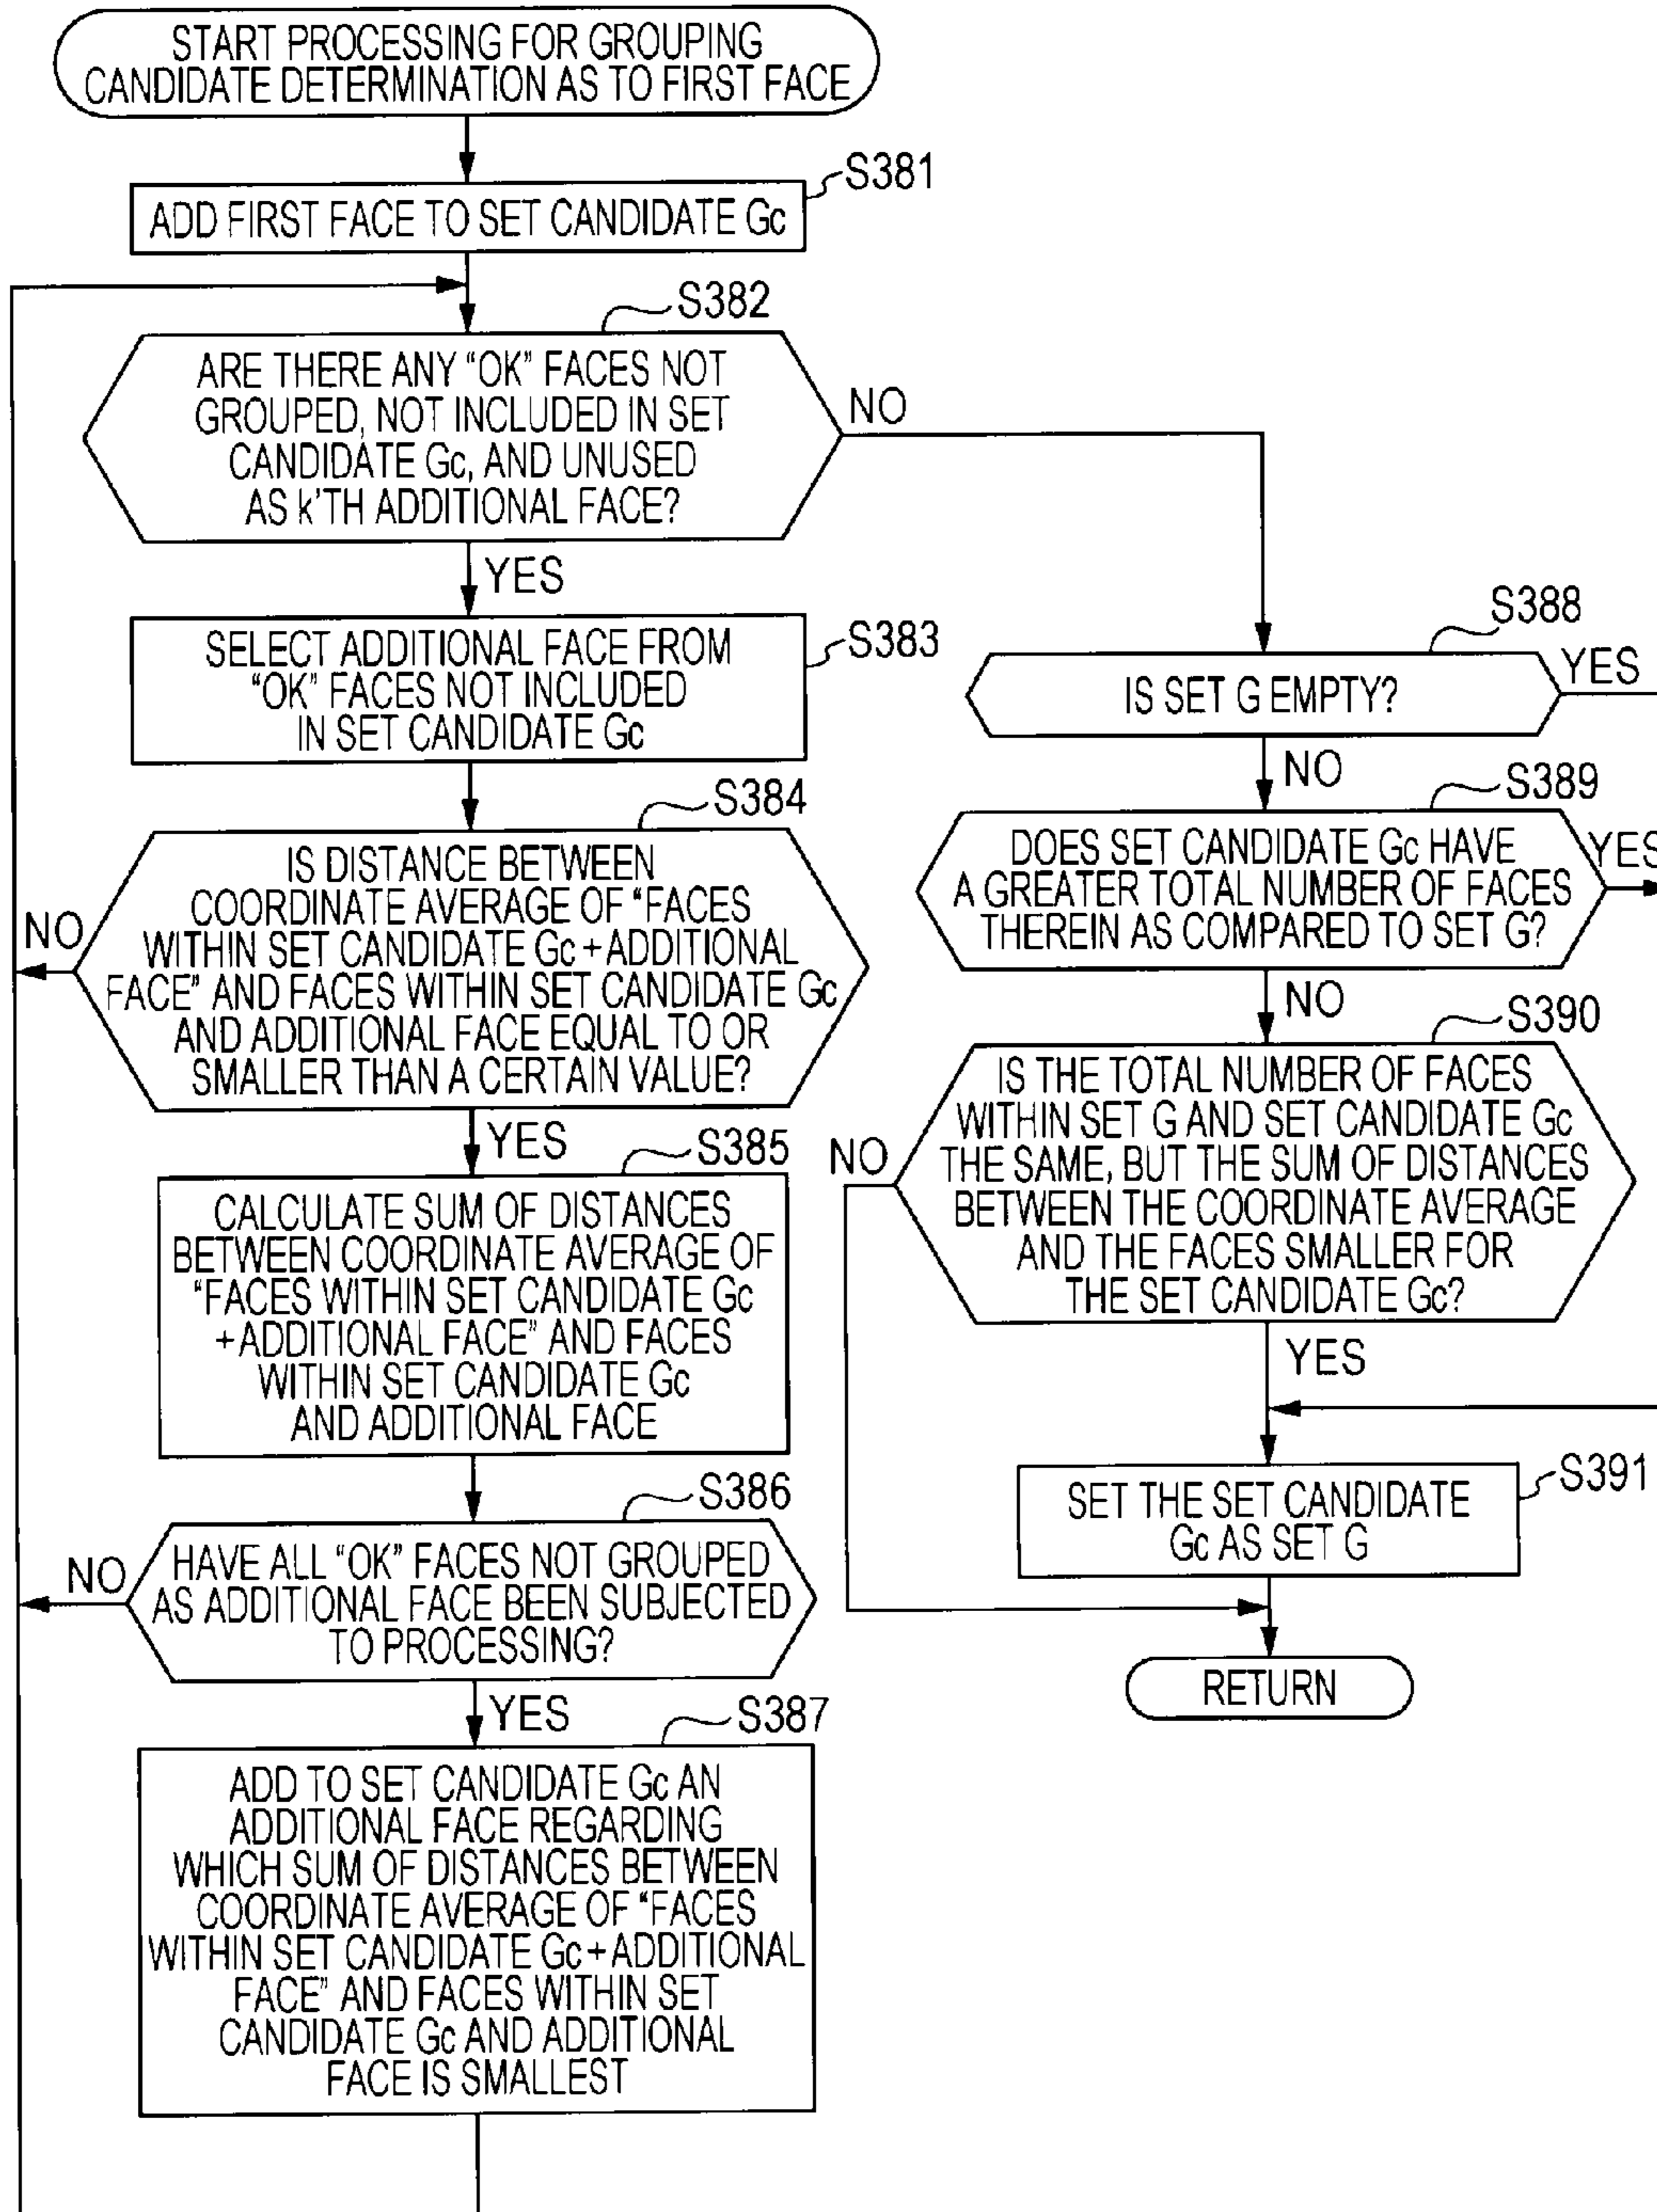 START PROCESSING FOR GROUPING
CANDIDATE DETERMINATION AS TO FIRST FACE
S381
ADD FIRST FACE TO SET CANDIDATE Gc
S382
ARE THERE ANY "OK" FACES NOT
GROUPED, NOT INCLUDED IN SET
CANDIDATE Gc, AND UNUSED
AS k'TH ADDITIONAL FACE?
NO
YES
S383
SELECT ADDITIONAL FACE FROM
"OK" FACES NOT INCLUDED
IN SET CANDIDATE Gc
S384
IS DISTANCE BETWEEN
COORDINATE AVERAGE OF "FACES
WITHIN SET CANDIDATE Gc+ADDITIONAL
FACE" AND FACES WITHIN SET CANDIDATE Gc
AND ADDITIONAL FACE EQUAL TO OR
SMALLER THAN A CERTAIN VALUE?
NO
YES
S385
CALCULATE SUM OF DISTANCES
BETWEEN COORDINATE AVERAGE OF
"FACES WITHIN SET CANDIDATE Gc
+ADDITIONAL FACE" AND FACES
WITHIN SET CANDIDATE Gc
AND ADDITIONAL FACE
S386
HAVE ALL "OK" FACES NOT GROUPED
AS ADDITIONAL FACE BEEN SUBJECTED
TO PROCESSING?
NO
YES
S387
ADD TO SET CANDIDATE Gc AN
ADDITIONAL FACE REGARDING
WHICH SUM OF DISTANCES BETWEEN
COORDINATE AVERAGE OF "FACES
WITHIN SET CANDIDATE Gc+ADDITIONAL
FACE" AND FACES WITHIN SET
CANDIDATE Gc AND ADDITIONAL
FACE IS SMALLEST
S388
IS SET G EMPTY?
YES
NO
S389
DOES SET CANDIDATE Gc HAVE
A GREATER TOTAL NUMBER OF FACES
THEREIN AS COMPARED TO SET G?
YES
NO
S390
IS THE TOTAL NUMBER OF FACES
WITHIN SET G AND SET CANDIDATE Gc
THE SAME, BUT THE SUM OF DISTANCES
BETWEEN THE COORDINATE AVERAGE
AND THE FACES SMALLER FOR
THE SET CANDIDATE Gc?
NO
YES
S391
SET THE SET CANDIDATE
Gc AS SET G
RETURN